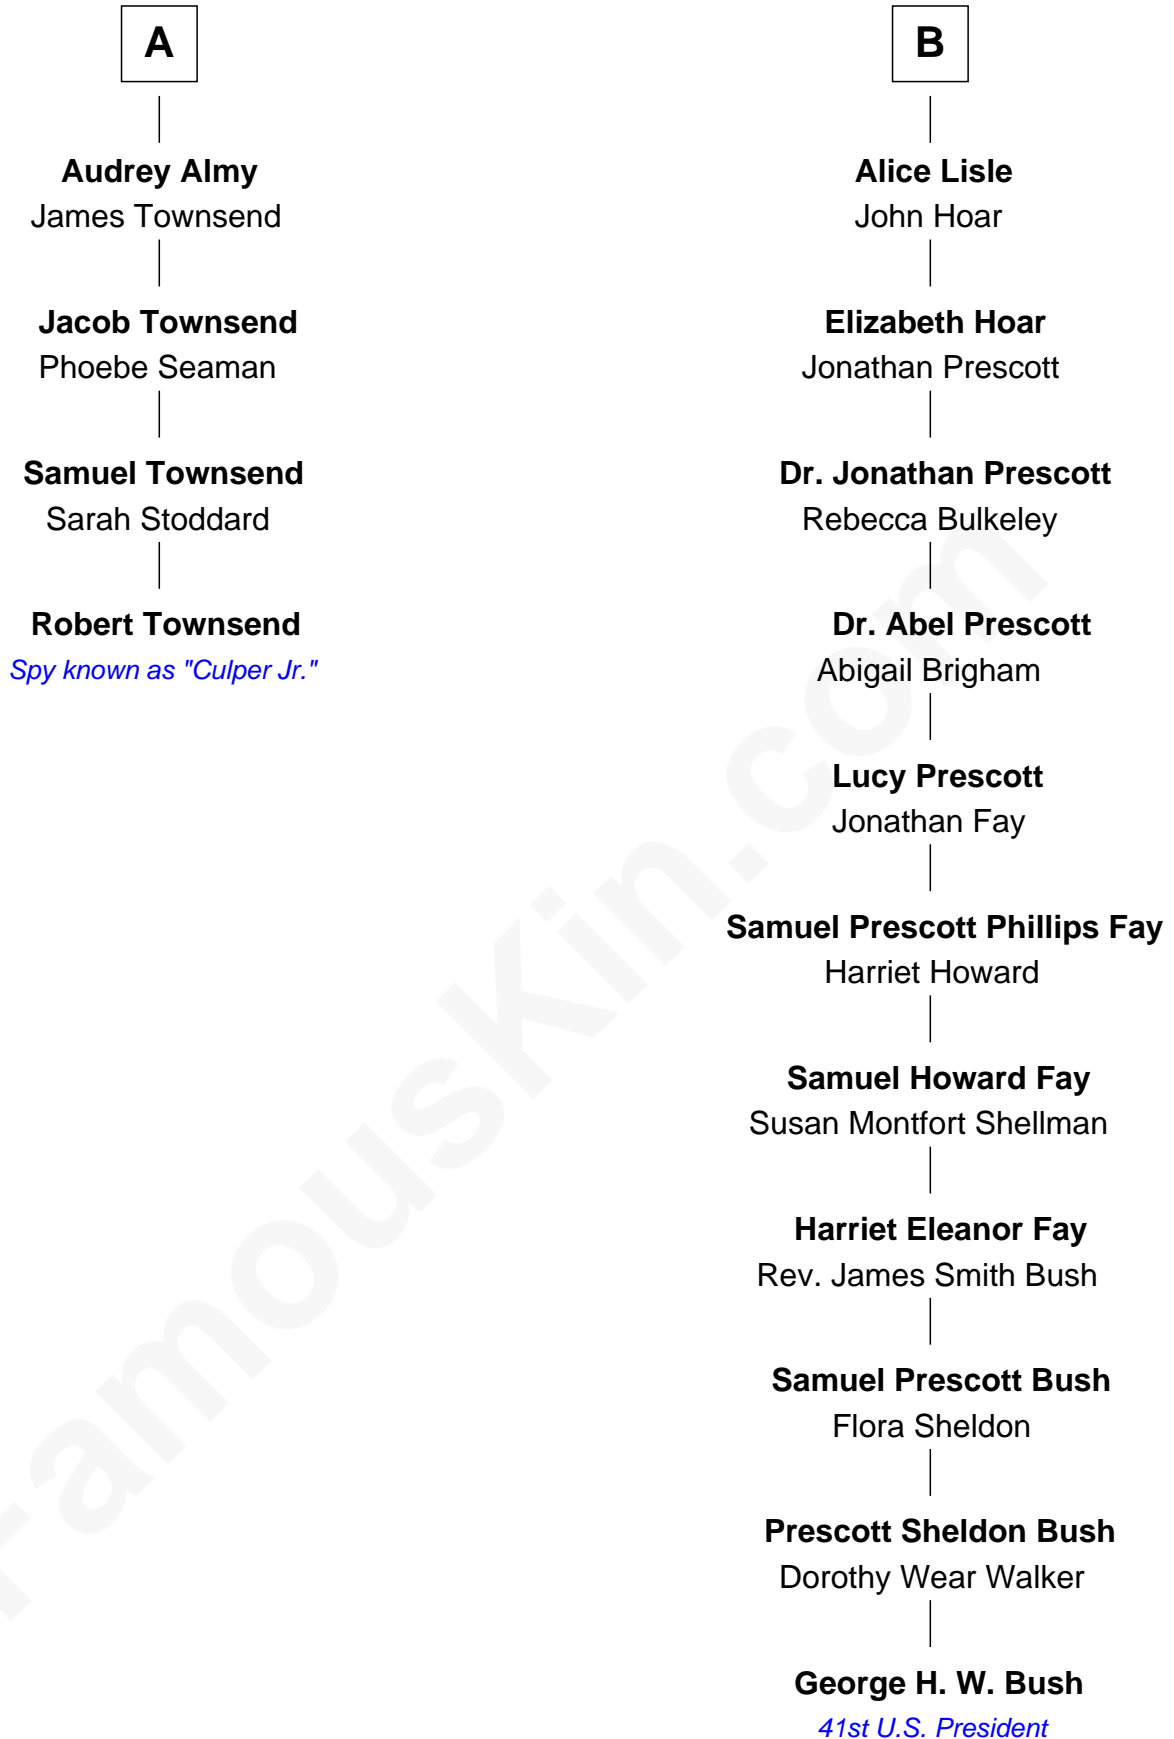 A
Audrey Almy
James Townsend
Jacob Townsend
Phoebe Seaman
Samuel Townsend
Sarah Stoddard
Robert Townsend
Spy known as "Culper Jr."
B
Alice Lisle
John Hoar
Elizabeth Hoar
Jonathan Prescott
Dr. Jonathan Prescott
Rebecca Bulkeley
Dr. Abel Prescott
Abigail Brigham
Lucy Prescott
Jonathan Fay
Samuel Prescott Phillips Fay
Harriet Howard
Samuel Howard Fay
Susan Montfort Shellman
Harriet Eleanor Fay
Rev. James Smith Bush
Samuel Prescott Bush
Flora Sheldon
Prescott Sheldon Bush
Dorothy Wear Walker
George H. W. Bush
41st U.S. President
FamousKin.com